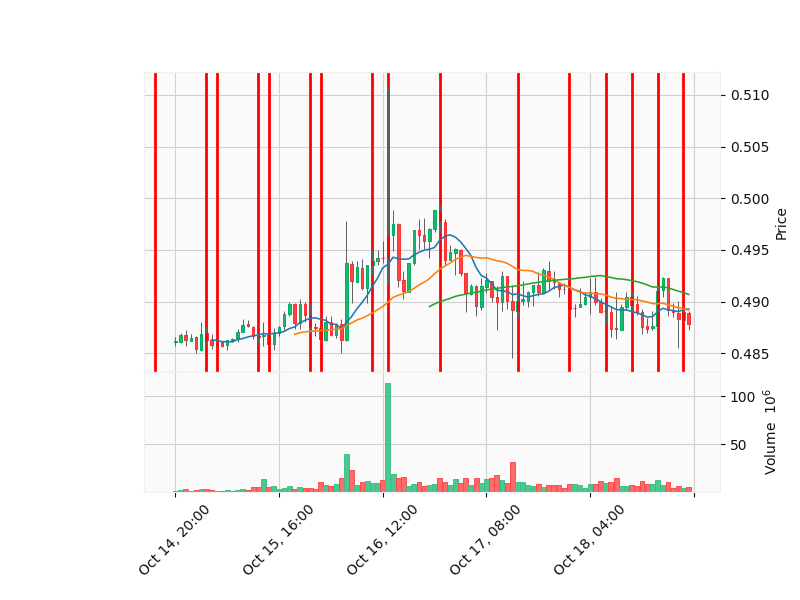 0.510
0.505
0.500
0.495
0.490
0.485
Price
100
50
Volume 10^6
Oct 14, 20:00
Oct 15, 16:00
Oct 16, 12:00
Oct 17, 08:00
Oct 18, 04:00